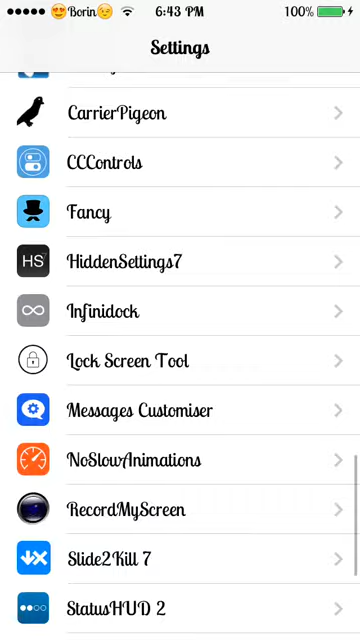 😍Borin😉 6:43 PM 100%
Settings
CarrierPigeon
CCControls
Fancy
HS HiddenSettings7
Infinidock
Lock Screen Tool
Messages Customiser
NoSlowAnimations
RecordMyScreen
Slide2Kill 7
StatusHUD 2